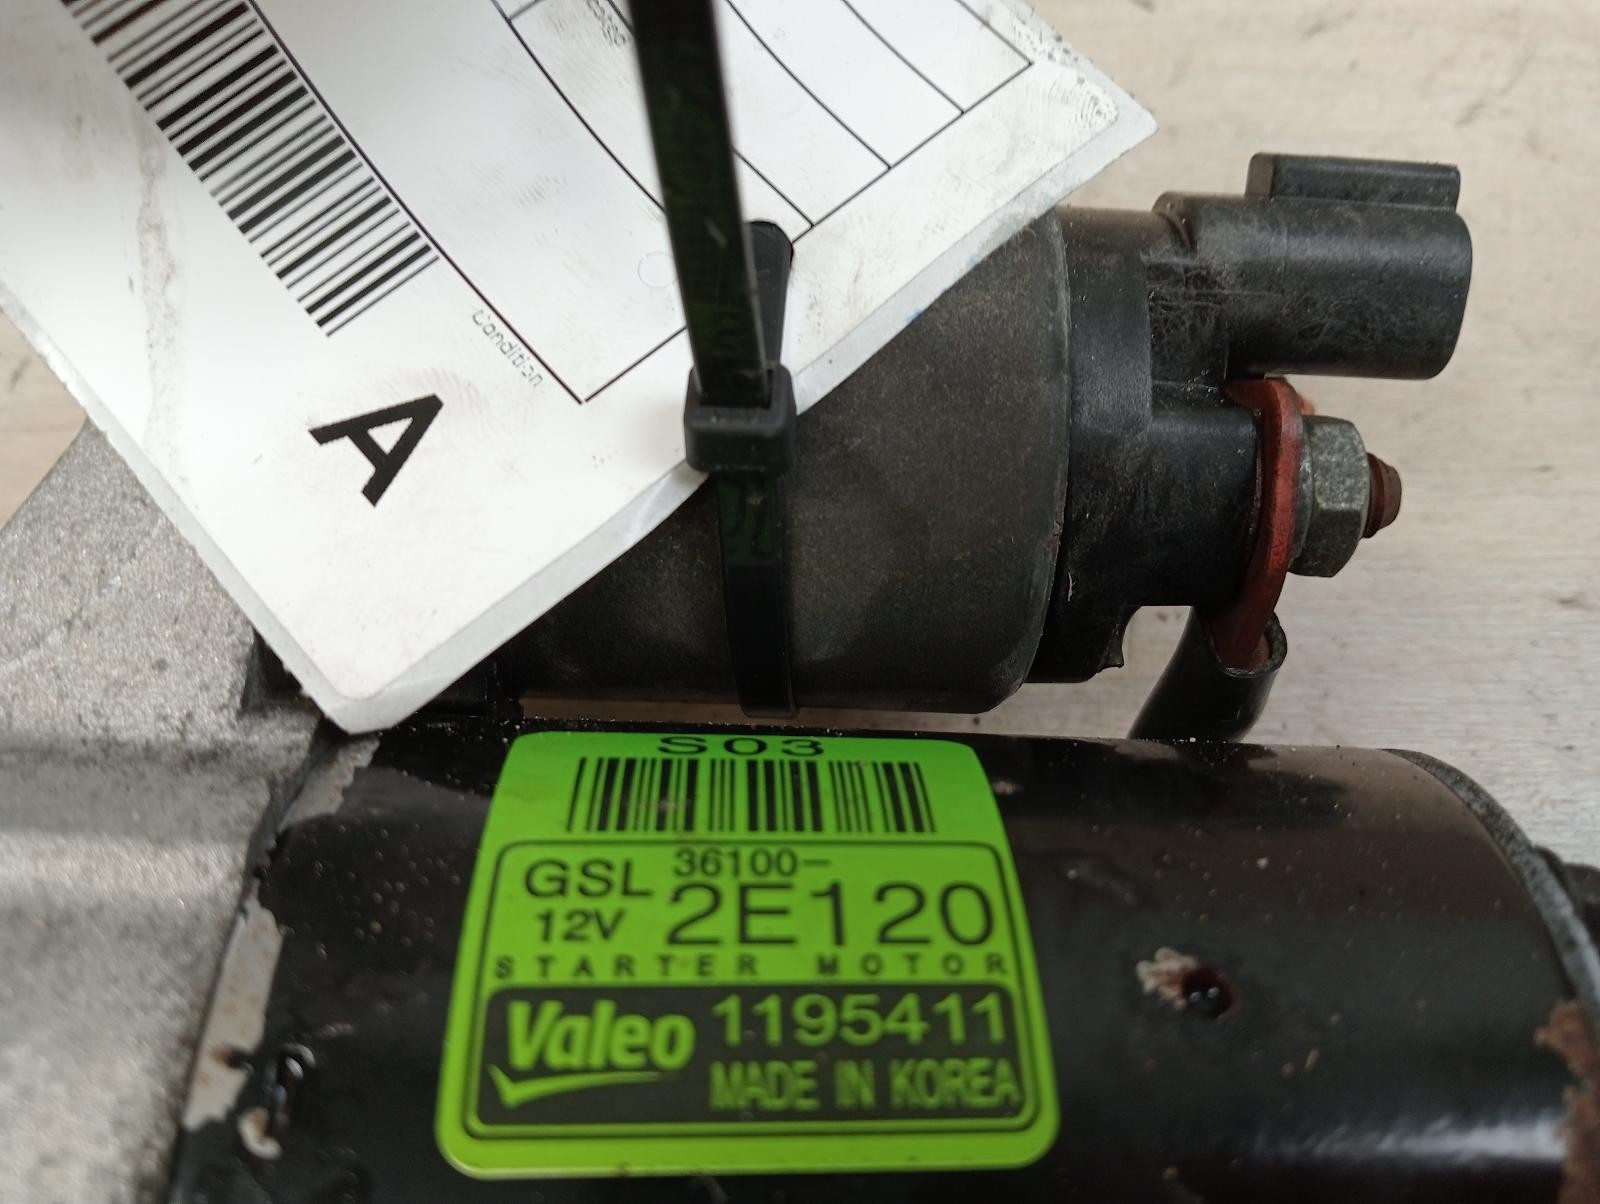 Condition
A
S03
GSL 36100-
12V 2E120
STARTER MOTOR
Valeo 1195411
MADE IN KOREA